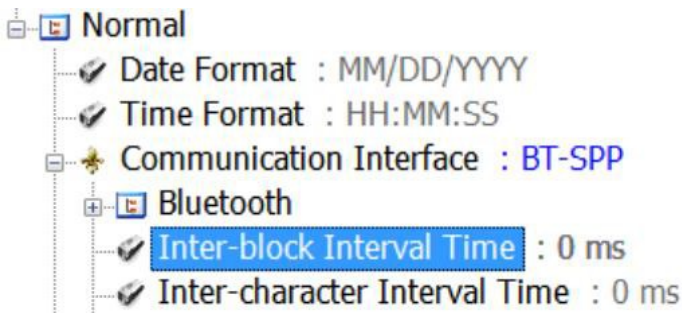 Normal
Date Format : MM/DD/YYYY
Time Format : HH:MM:SS
Communication Interface : BT-SPP
Bluetooth
Inter-block Interval Time : 0 ms
Inter-character Interval Time : 0 ms